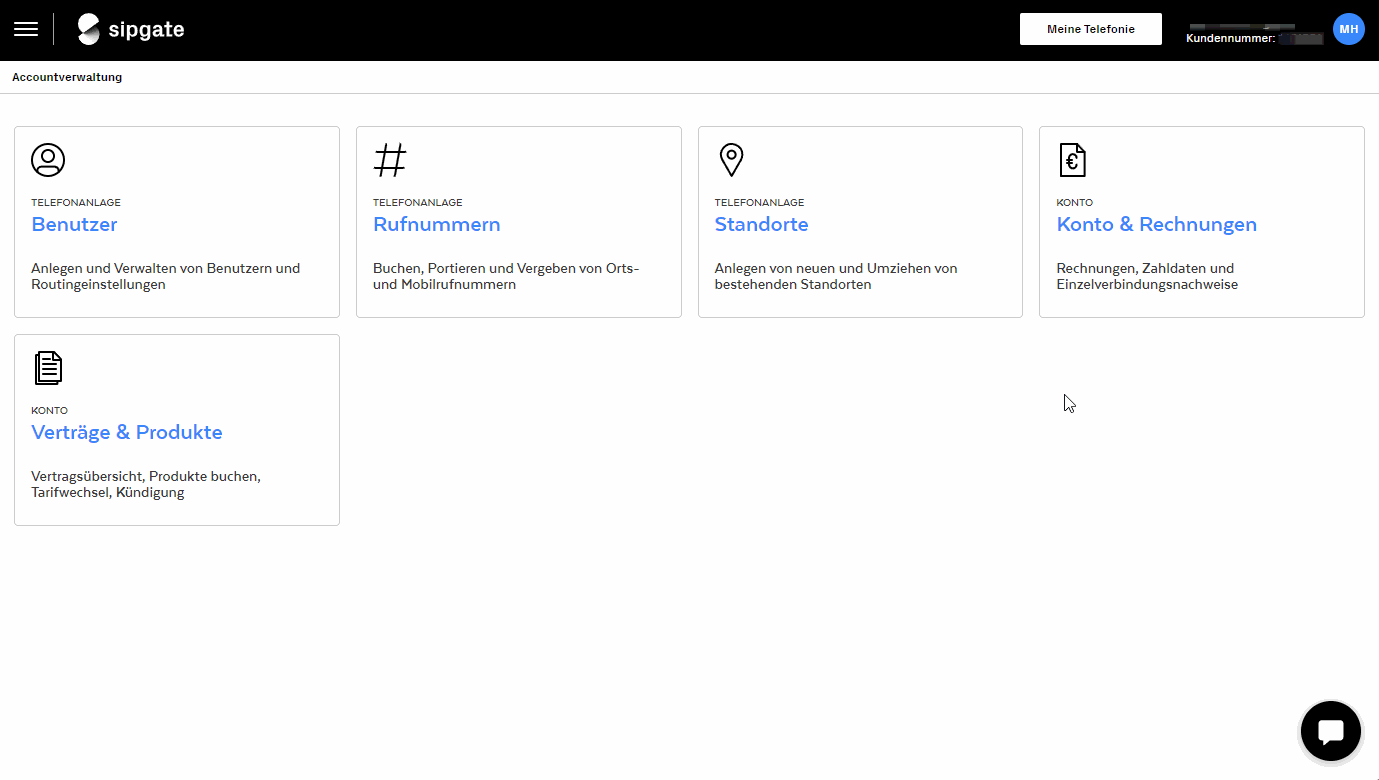 sipgate
Meine Telefonie
Kundennummer:
MH
Accountverwaltung
TELEFONANLAGE
Benutzer
Anlegen und Verwalten von Benutzern und
Routingeinstellungen
TELEFONANLAGE
Rufnummern
Buchen, Portieren und Vergeben von Orts-
und Mobilrufnummern
TELEFONANLAGE
Standorte
Anlegen von neuen und Umziehen von
bestehenden Standorten
KONTO
Konto & Rechnungen
Rechnungen, Zahldaten und
Einzelverbindungsnachweise
KONTO
Verträge & Produkte
Vertragsübersicht, Produkte buchen,
Tarifwechsel, Kündigung